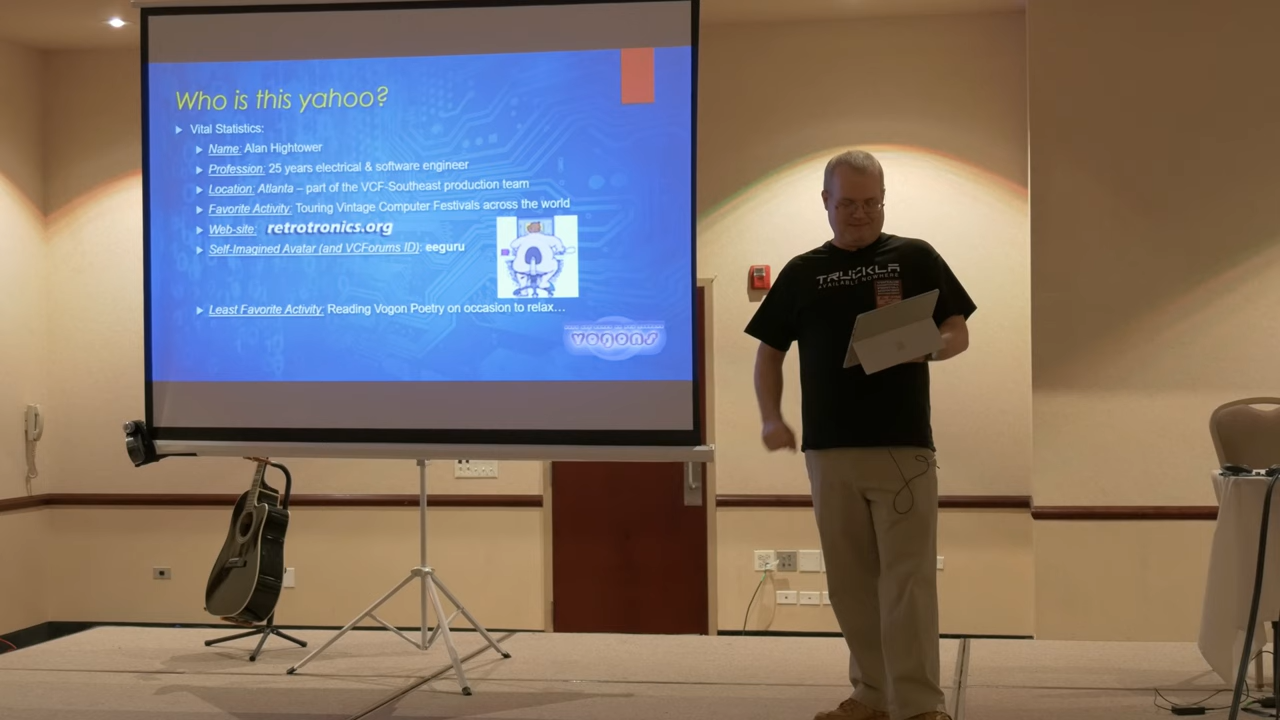 Who is this yahoo?
Vital Statistics:
Name: Alan Hightower
Profession: 25 years electrical & software engineer
Location: Atlanta – part of the VCF-Southeast production team
Favorite Activity: Touring Vintage Computer Festivals across the world
Web-site: retrotronics.org
Self-Imagined Avatar (and VCForums ID): eeguru
Least Favorite Activity: Reading Vogon Poetry on occasion to relax…
vogons
TRUCKLA
AVAILABLE NOWHERE